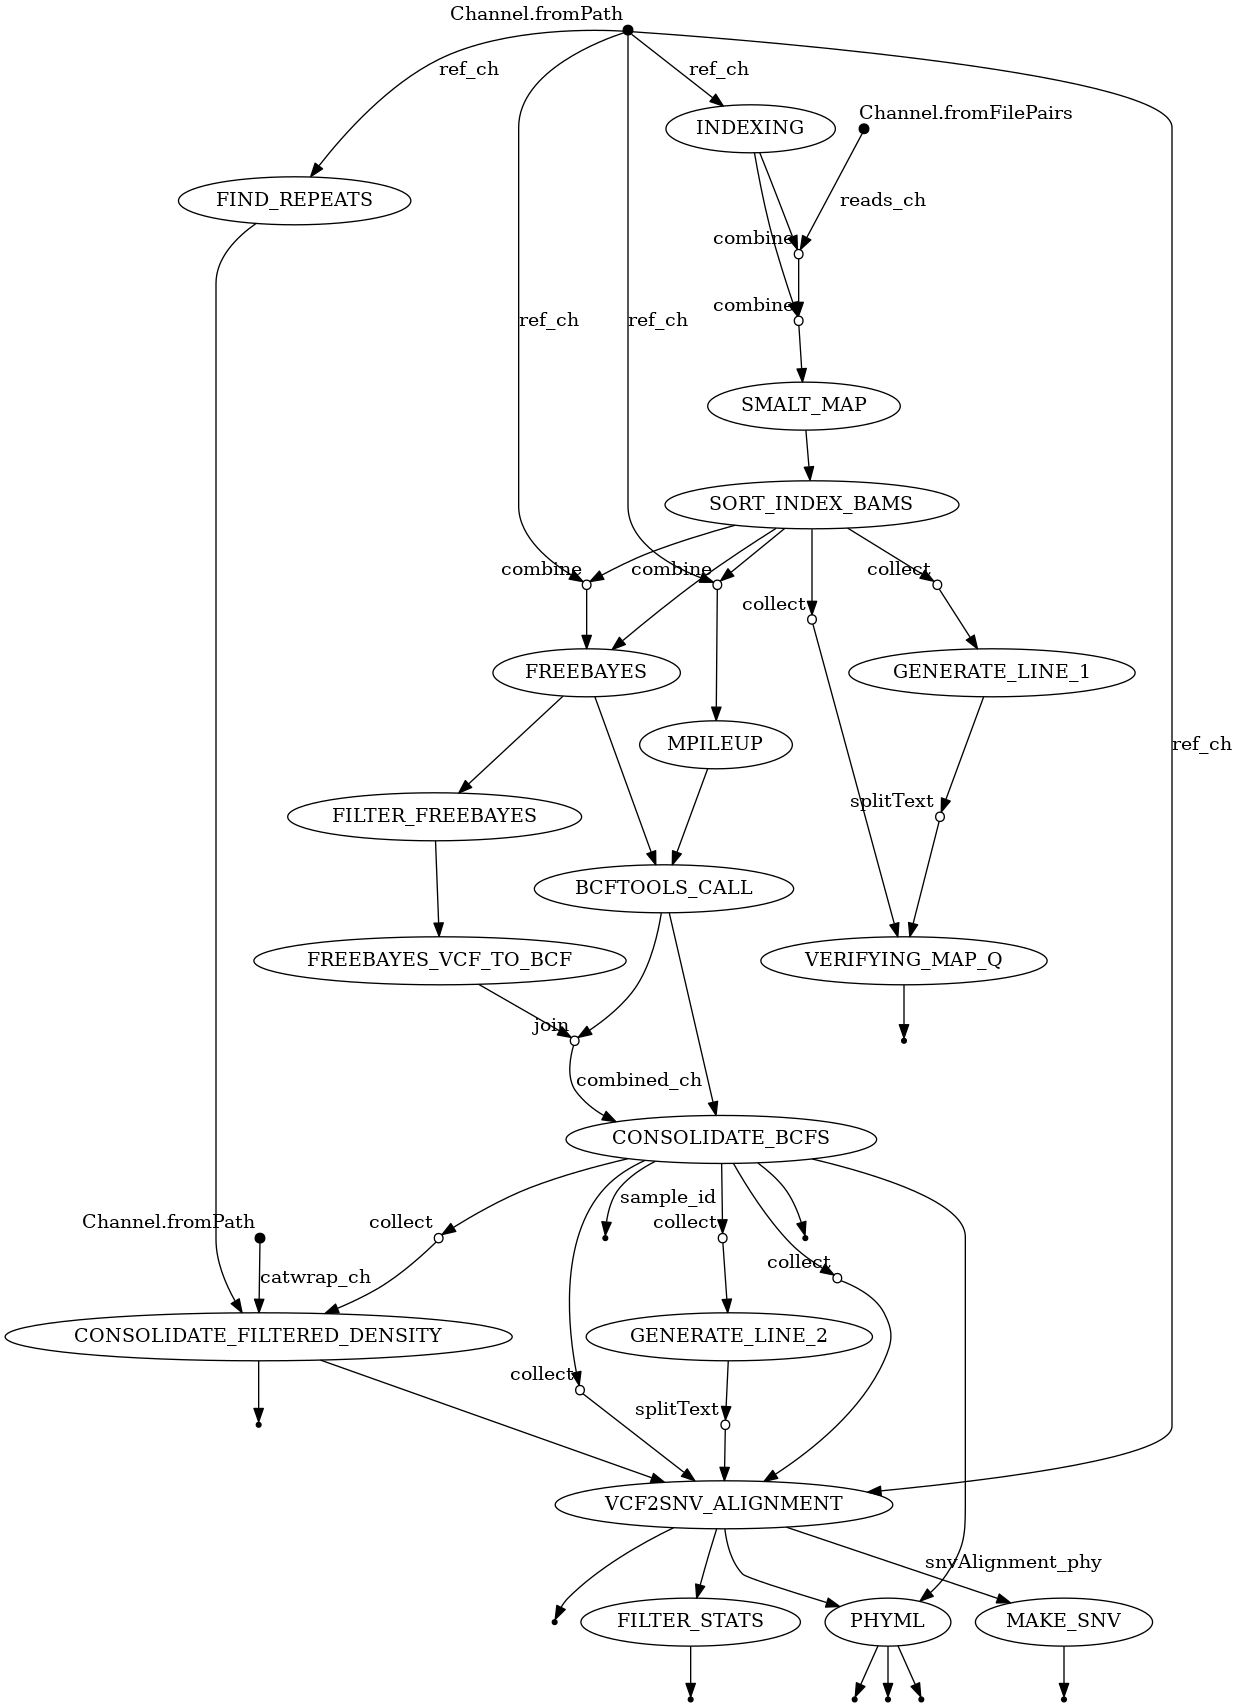 Channel.fromPath
ref_ch
ref_ch
Channel.fromFilePairs
INDEXING
FIND_REPEATS
reads_ch
combine
combine
ref_ch
ref_ch
SMALT_MAP
SORT_INDEX_BAMS
combine
combine
collect
collect
FREEBAYES
GENERATE_LINE_1
MPILEUP
ref_ch
splitText
FILTER_FREEBAYES
BCFTOOLS_CALL
FREEBAYES_VCF_TO_BCF
VERIFYING_MAP_Q
join
combined_ch
CONSOLIDATE_BCFS
sample_id
Channel.fromPath
collect
collect
collect
catwrap_ch
CONSOLIDATE_FILTERED_DENSITY
GENERATE_LINE_2
collect
splitText
VCF2SNV_ALIGNMENT
snvAlignment_phy
FILTER_STATS
PHYML
MAKE_SNV